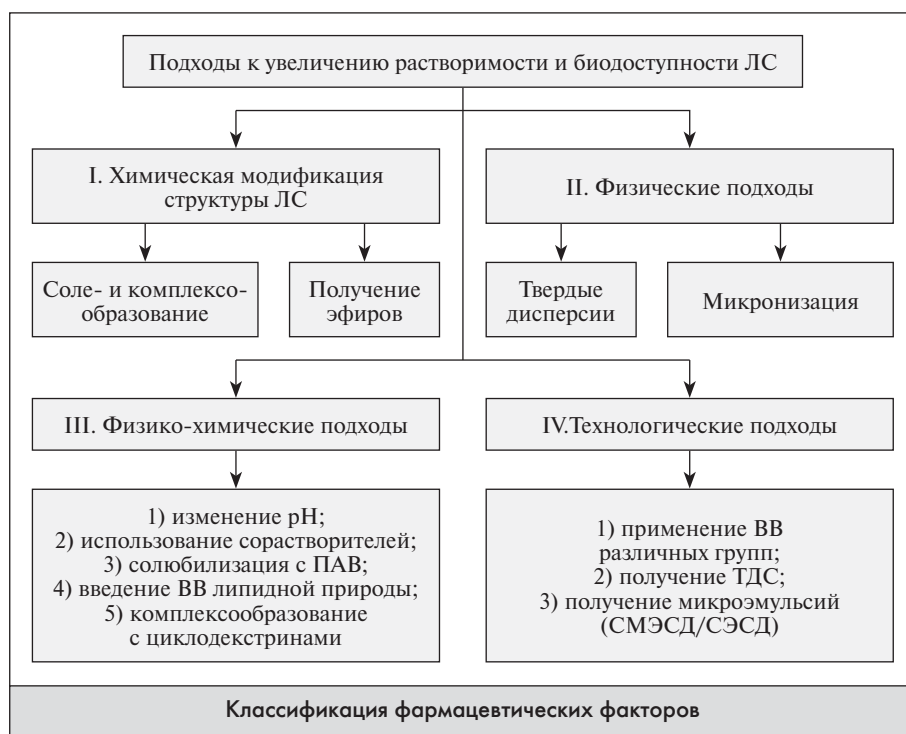 Подходы к увеличению растворимости и биодоступности ЛС
I. Химическая модификация
структуры ЛС
II. Физические подходы
Соле- и комплексо-
образование
Получение
эфиров
Твердые
дисперсии
Микронизация
III. Физико-химические подходы
IV.Технологические подходы
1) изменение pH;
2) использование сорастворителей;
3) солюбилизация с ПАВ;
4) введение ВВ липидной природы;
5) комплексообразование
с циклодекстринами
1) применение ВВ
различных групп;
2) получение ТДС;
3) получение микроэмульсий
(СМЭСД/СЭСД)
Классификация фармацевтических факторов